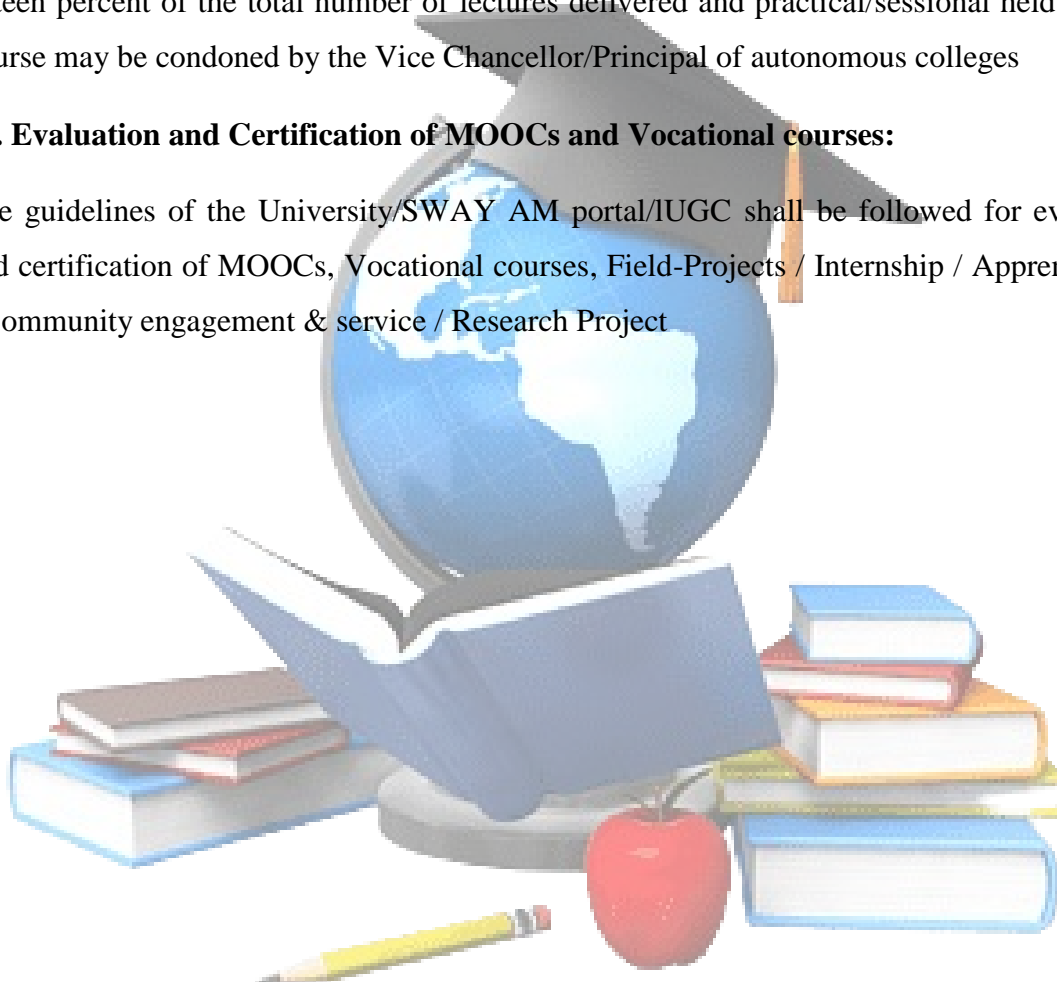 teen percent of the total number of lectures delivered and practical/sessional held
urse may be condoned by the Vice Chancellor/Principal of autonomous colleges
. Evaluation and Certification of MOOCs and Vocational courses:
e guidelines of the University/SWAY AM portal/lUGC shall be followed for ev
d certification of MOOCs, Vocational courses, Field-Projects / Internship / Appren
ommunity engagement & service / Research Project